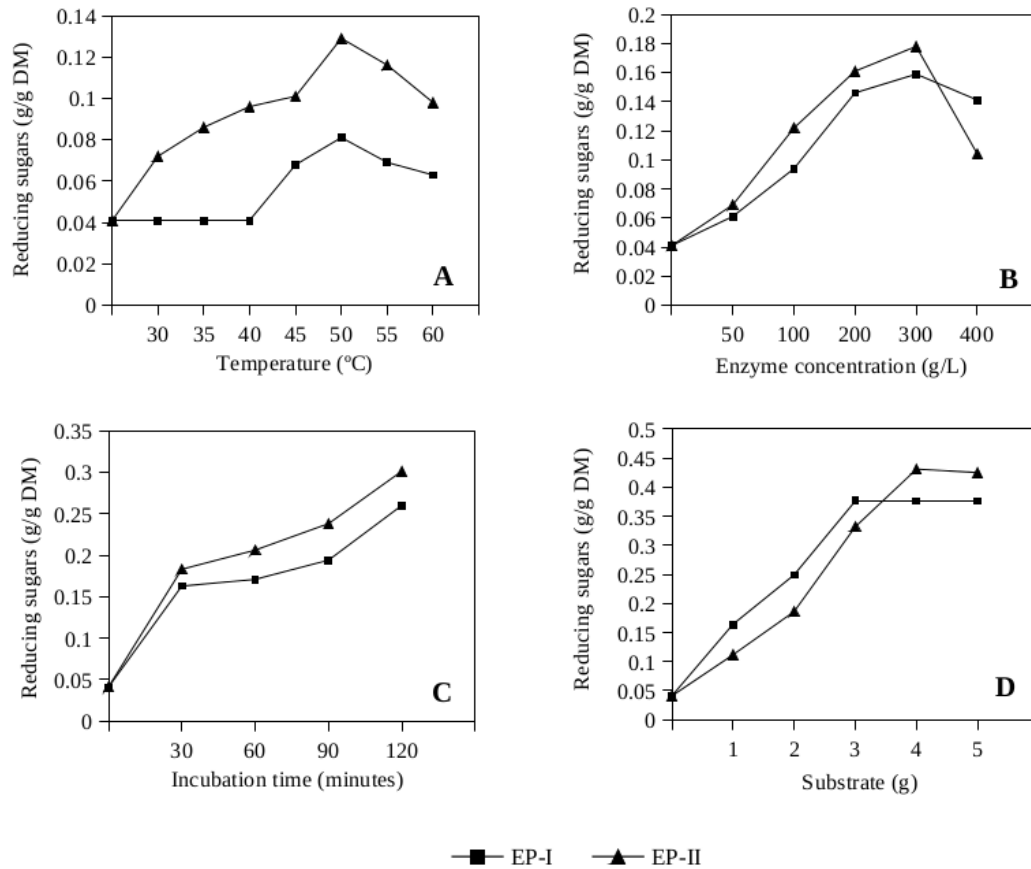 Reducing sugars (g/g DM)
0.14
0.12
0.1
0.08
0.06
0.04
0.02
0
30 35 40 45 50 55 60
Temperature (ºC)
A
Reducing sugars (g/g DM)
0.2
0.18
0.16
0.14
0.12
0.1
0.08
0.06
0.04
0.02
0
50 100 200 300 400
Enzyme concentration (g/L)
B
Reducing sugars (g/g DM)
0.35
0.3
0.25
0.2
0.15
0.1
0.05
0
30 60 90 120
Incubation time (minutes)
C
Reducing sugars (g/g DM)
0.5
0.45
0.4
0.35
0.3
0.25
0.2
0.15
0.1
0.05
0
1 2 3 4 5
Substrate (g)
D
EP-I EP-II